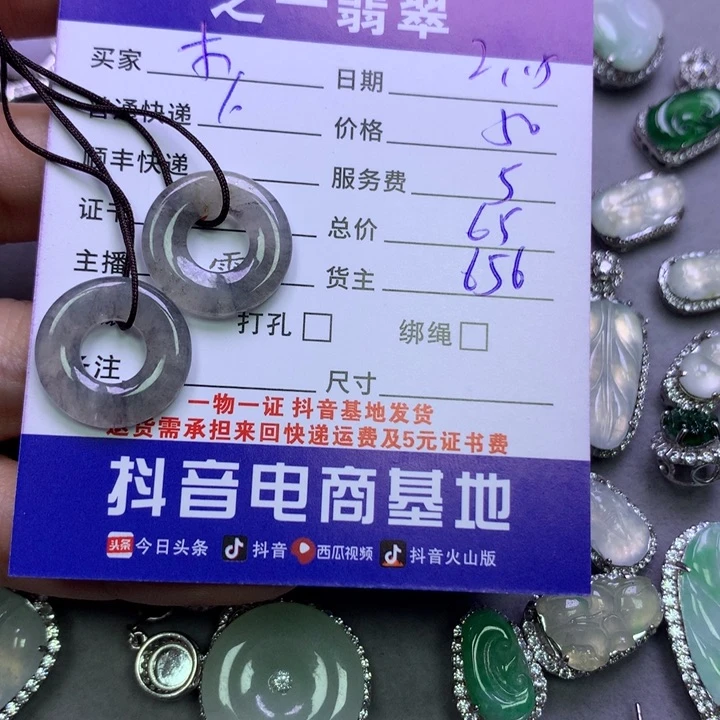 之一翡翠
买家
日期
普通快递
价格 50
顺丰快递
服务费 5
证书
总价 65
主播
货主 656
打孔 绑绳
备注
尺寸
一物一证 抖音基地发货
退货需承担来回快递运费及5元证书费
抖音电商基地
头条 今日头条 抖音 西瓜视频 抖音火山版